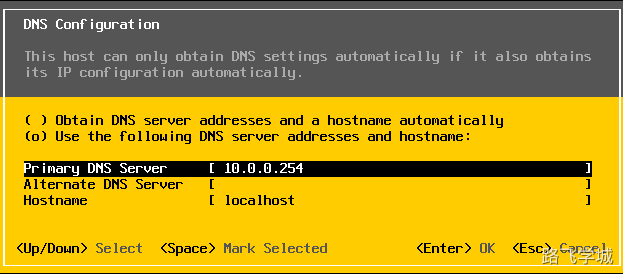 DNS Configuration
This host can only obtain DNS settings automatically if it also obtains
its IP configuration automatically.
( ) Obtain DNS server addresses and a hostname automatically
(o) Use the following DNS server addresses and hostname:
Primary DNS Server [ 10.0.0.254 ]
Alternate DNS Server [ ]
Hostname [ localhost ]
<Up/Down> Select <Space> Mark Selected <Enter> OK <Esc> Cancel
路飞学城